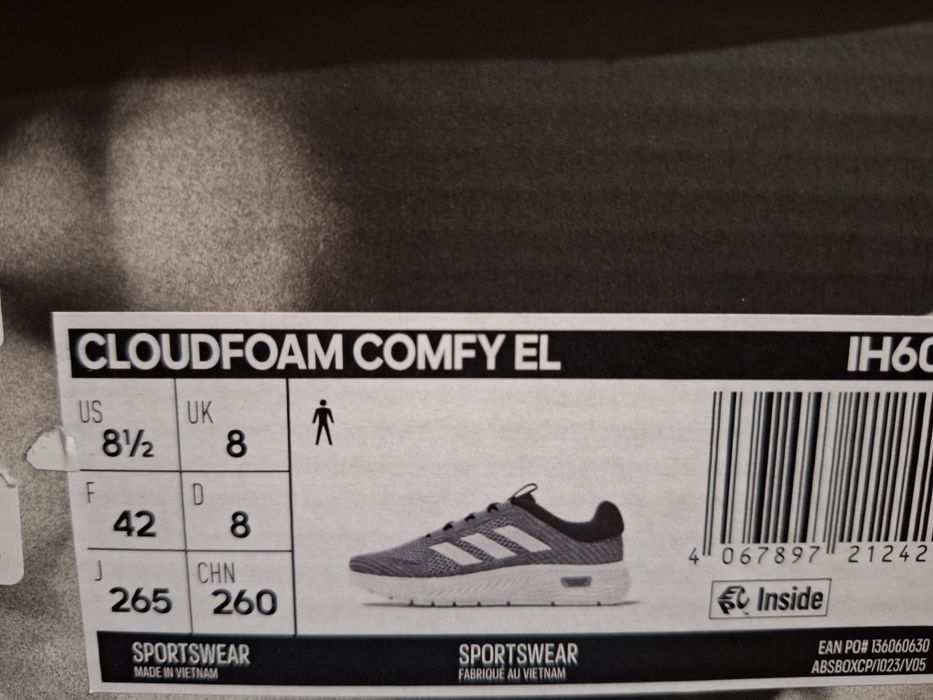 CLOUDFOAM COMFY EL IH60
US 8½ UK 8
F 42 D 8
J 265 CHN 260
4 067897 21242
Inside
SPORTSWEAR SPORTSWEAR EAN PO# 136060630
MADE IN VIETNAM FABRIQUÉ AU VIETNAM ABSBOXCP/1023/V05